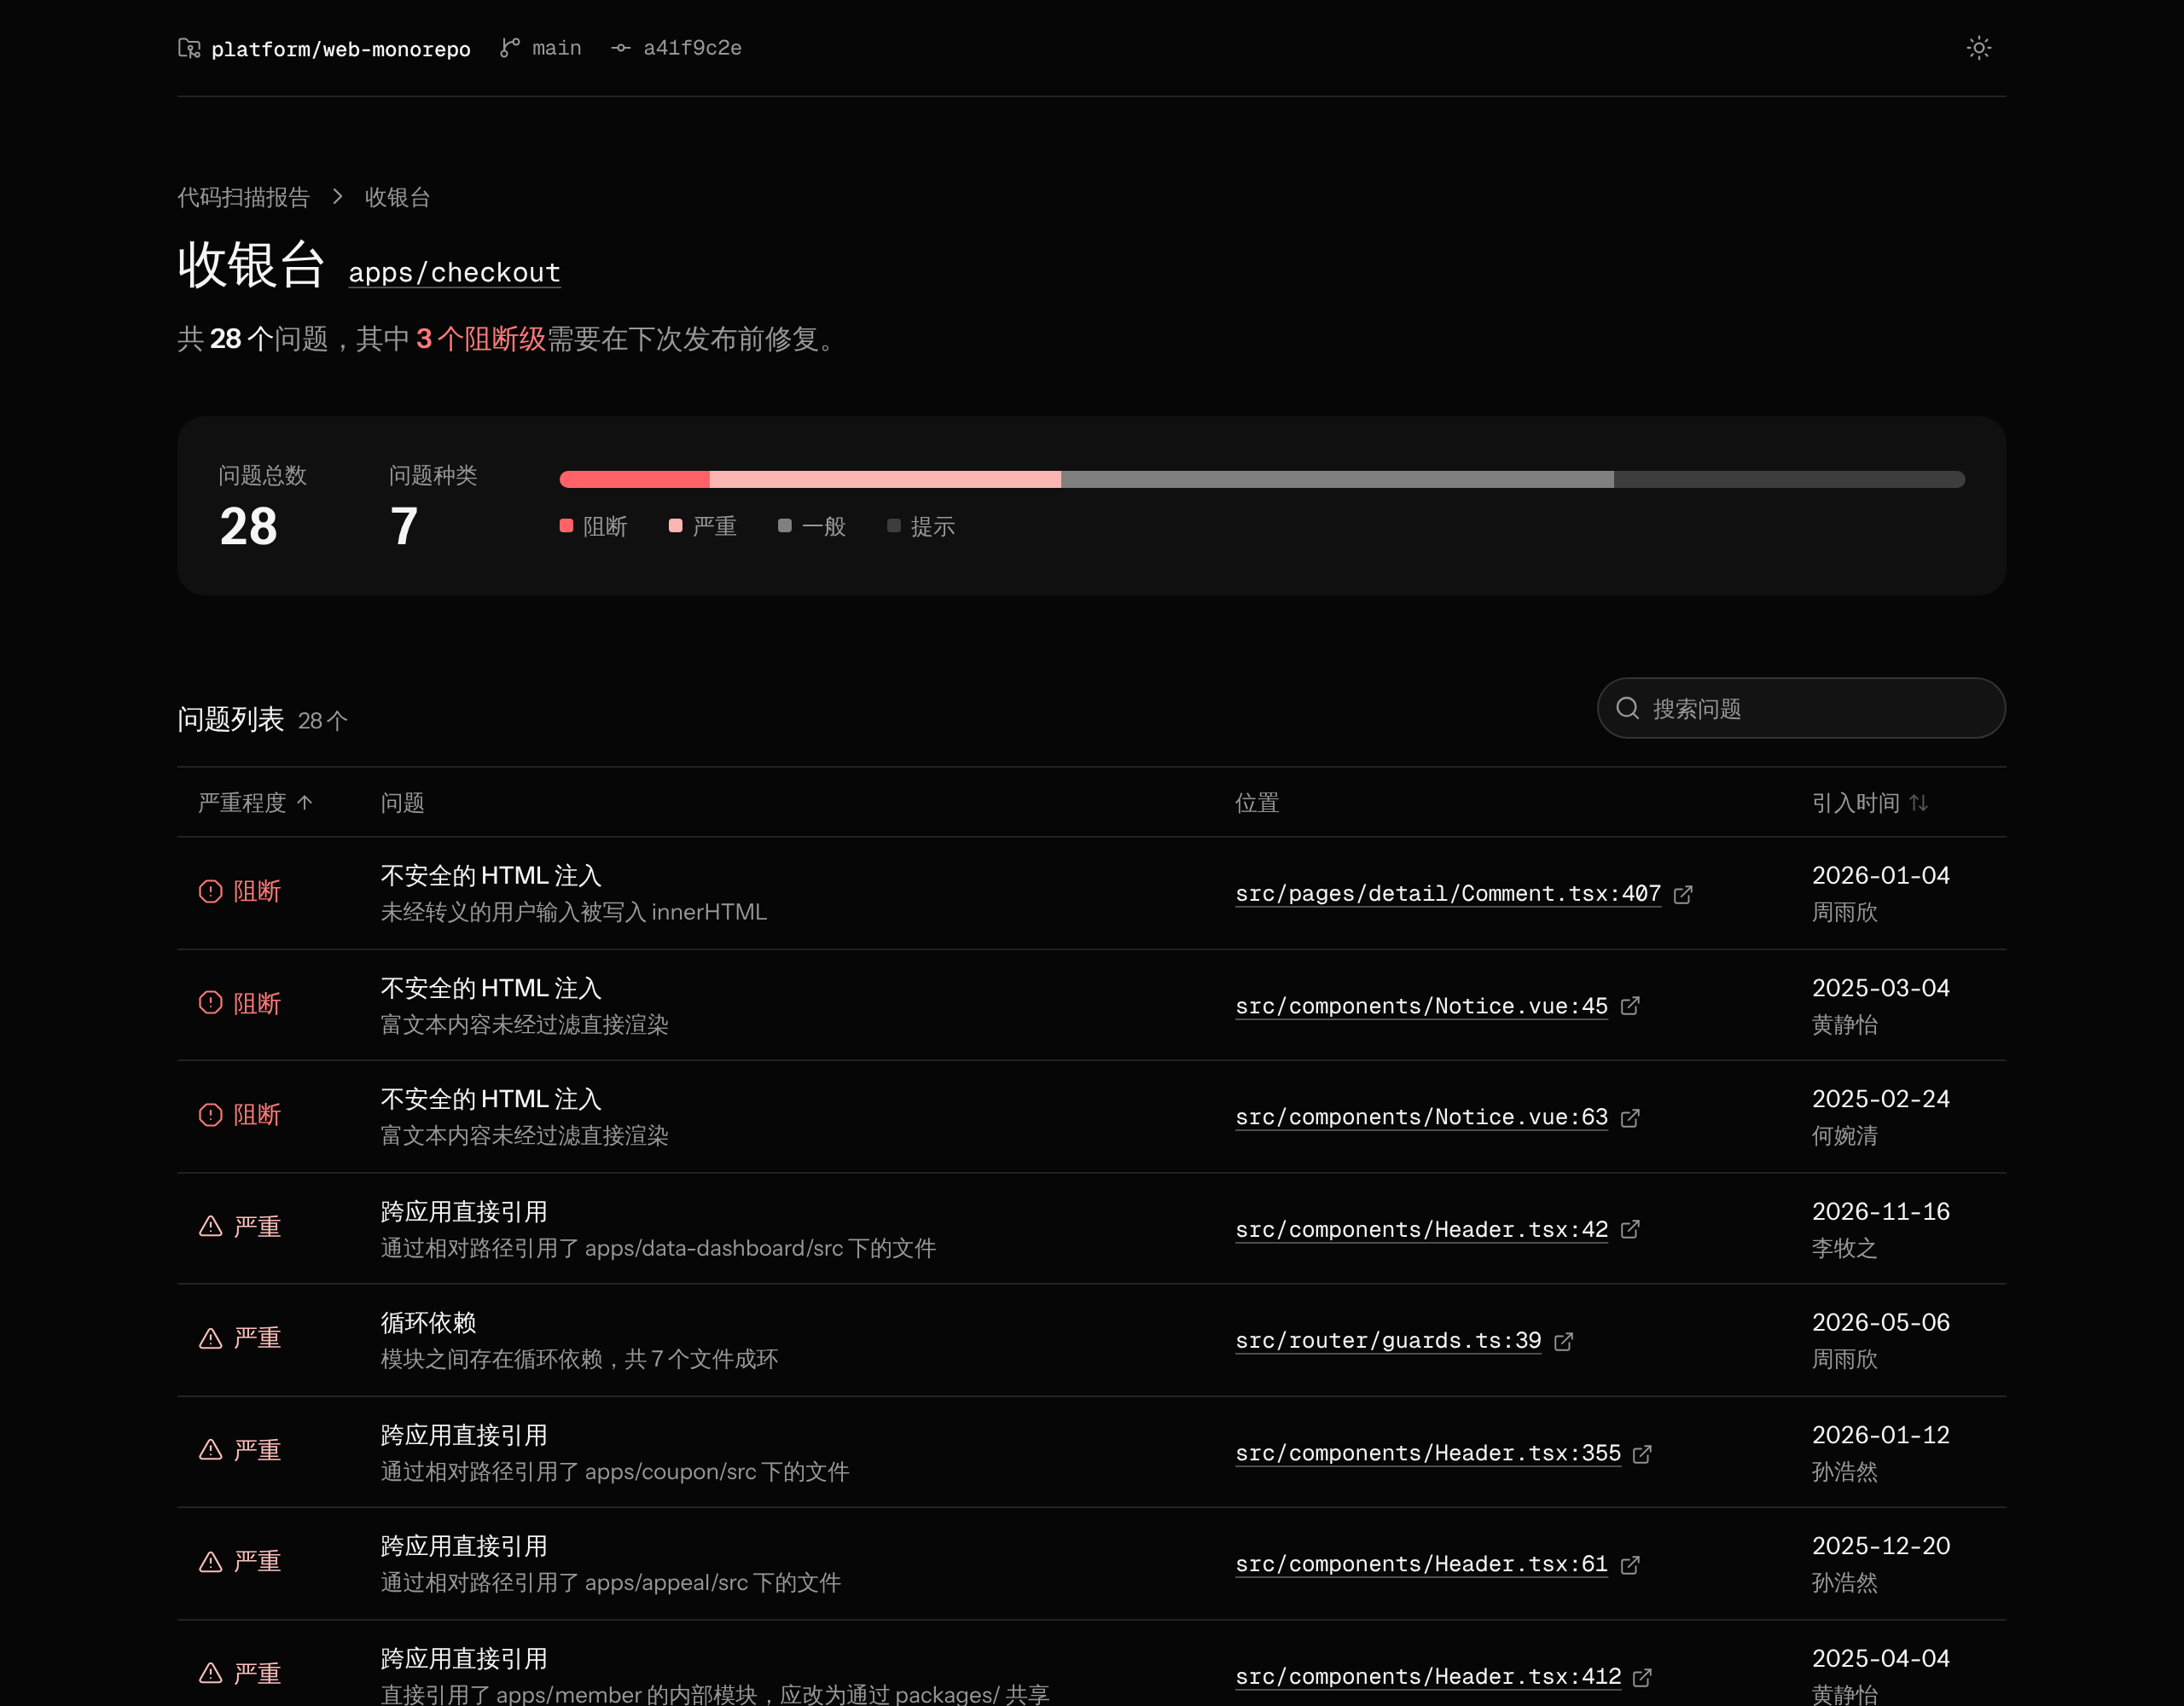 platform/web-monorepo main a41f9c2e
代码扫描报告 > 收银台
收银台 apps/checkout
共 28 个问题，其中 3 个阻断级需要在下次发布前修复。
问题总数 问题种类
28 7
阻断 严重 一般 提示
问题列表 28 个
搜索问题
严重程度 问题 位置 引入时间
阻断
不安全的 HTML 注入
未经转义的用户输入被写入 innerHTML
src/pages/detail/Comment.tsx:407
2026-01-04
周雨欣
阻断
不安全的 HTML 注入
富文本内容未经过滤直接渲染
src/components/Notice.vue:45
2025-03-04
黄静怡
阻断
不安全的 HTML 注入
富文本内容未经过滤直接渲染
src/components/Notice.vue:63
2025-02-24
何婉清
严重
跨应用直接引用
通过相对路径引用了 apps/data-dashboard/src 下的文件
src/components/Header.tsx:42
2026-11-16
李牧之
严重
循环依赖
模块之间存在循环依赖，共 7 个文件成环
src/router/guards.ts:39
2026-05-06
周雨欣
严重
跨应用直接引用
通过相对路径引用了 apps/coupon/src 下的文件
src/components/Header.tsx:355
2026-01-12
孙浩然
严重
跨应用直接引用
通过相对路径引用了 apps/appeal/src 下的文件
src/components/Header.tsx:61
2025-12-20
孙浩然
严重
跨应用直接引用
直接引用了 apps/member 的内部模块，应改为通过 packages/ 共享
src/components/Header.tsx:412
2025-04-04
黄静怡